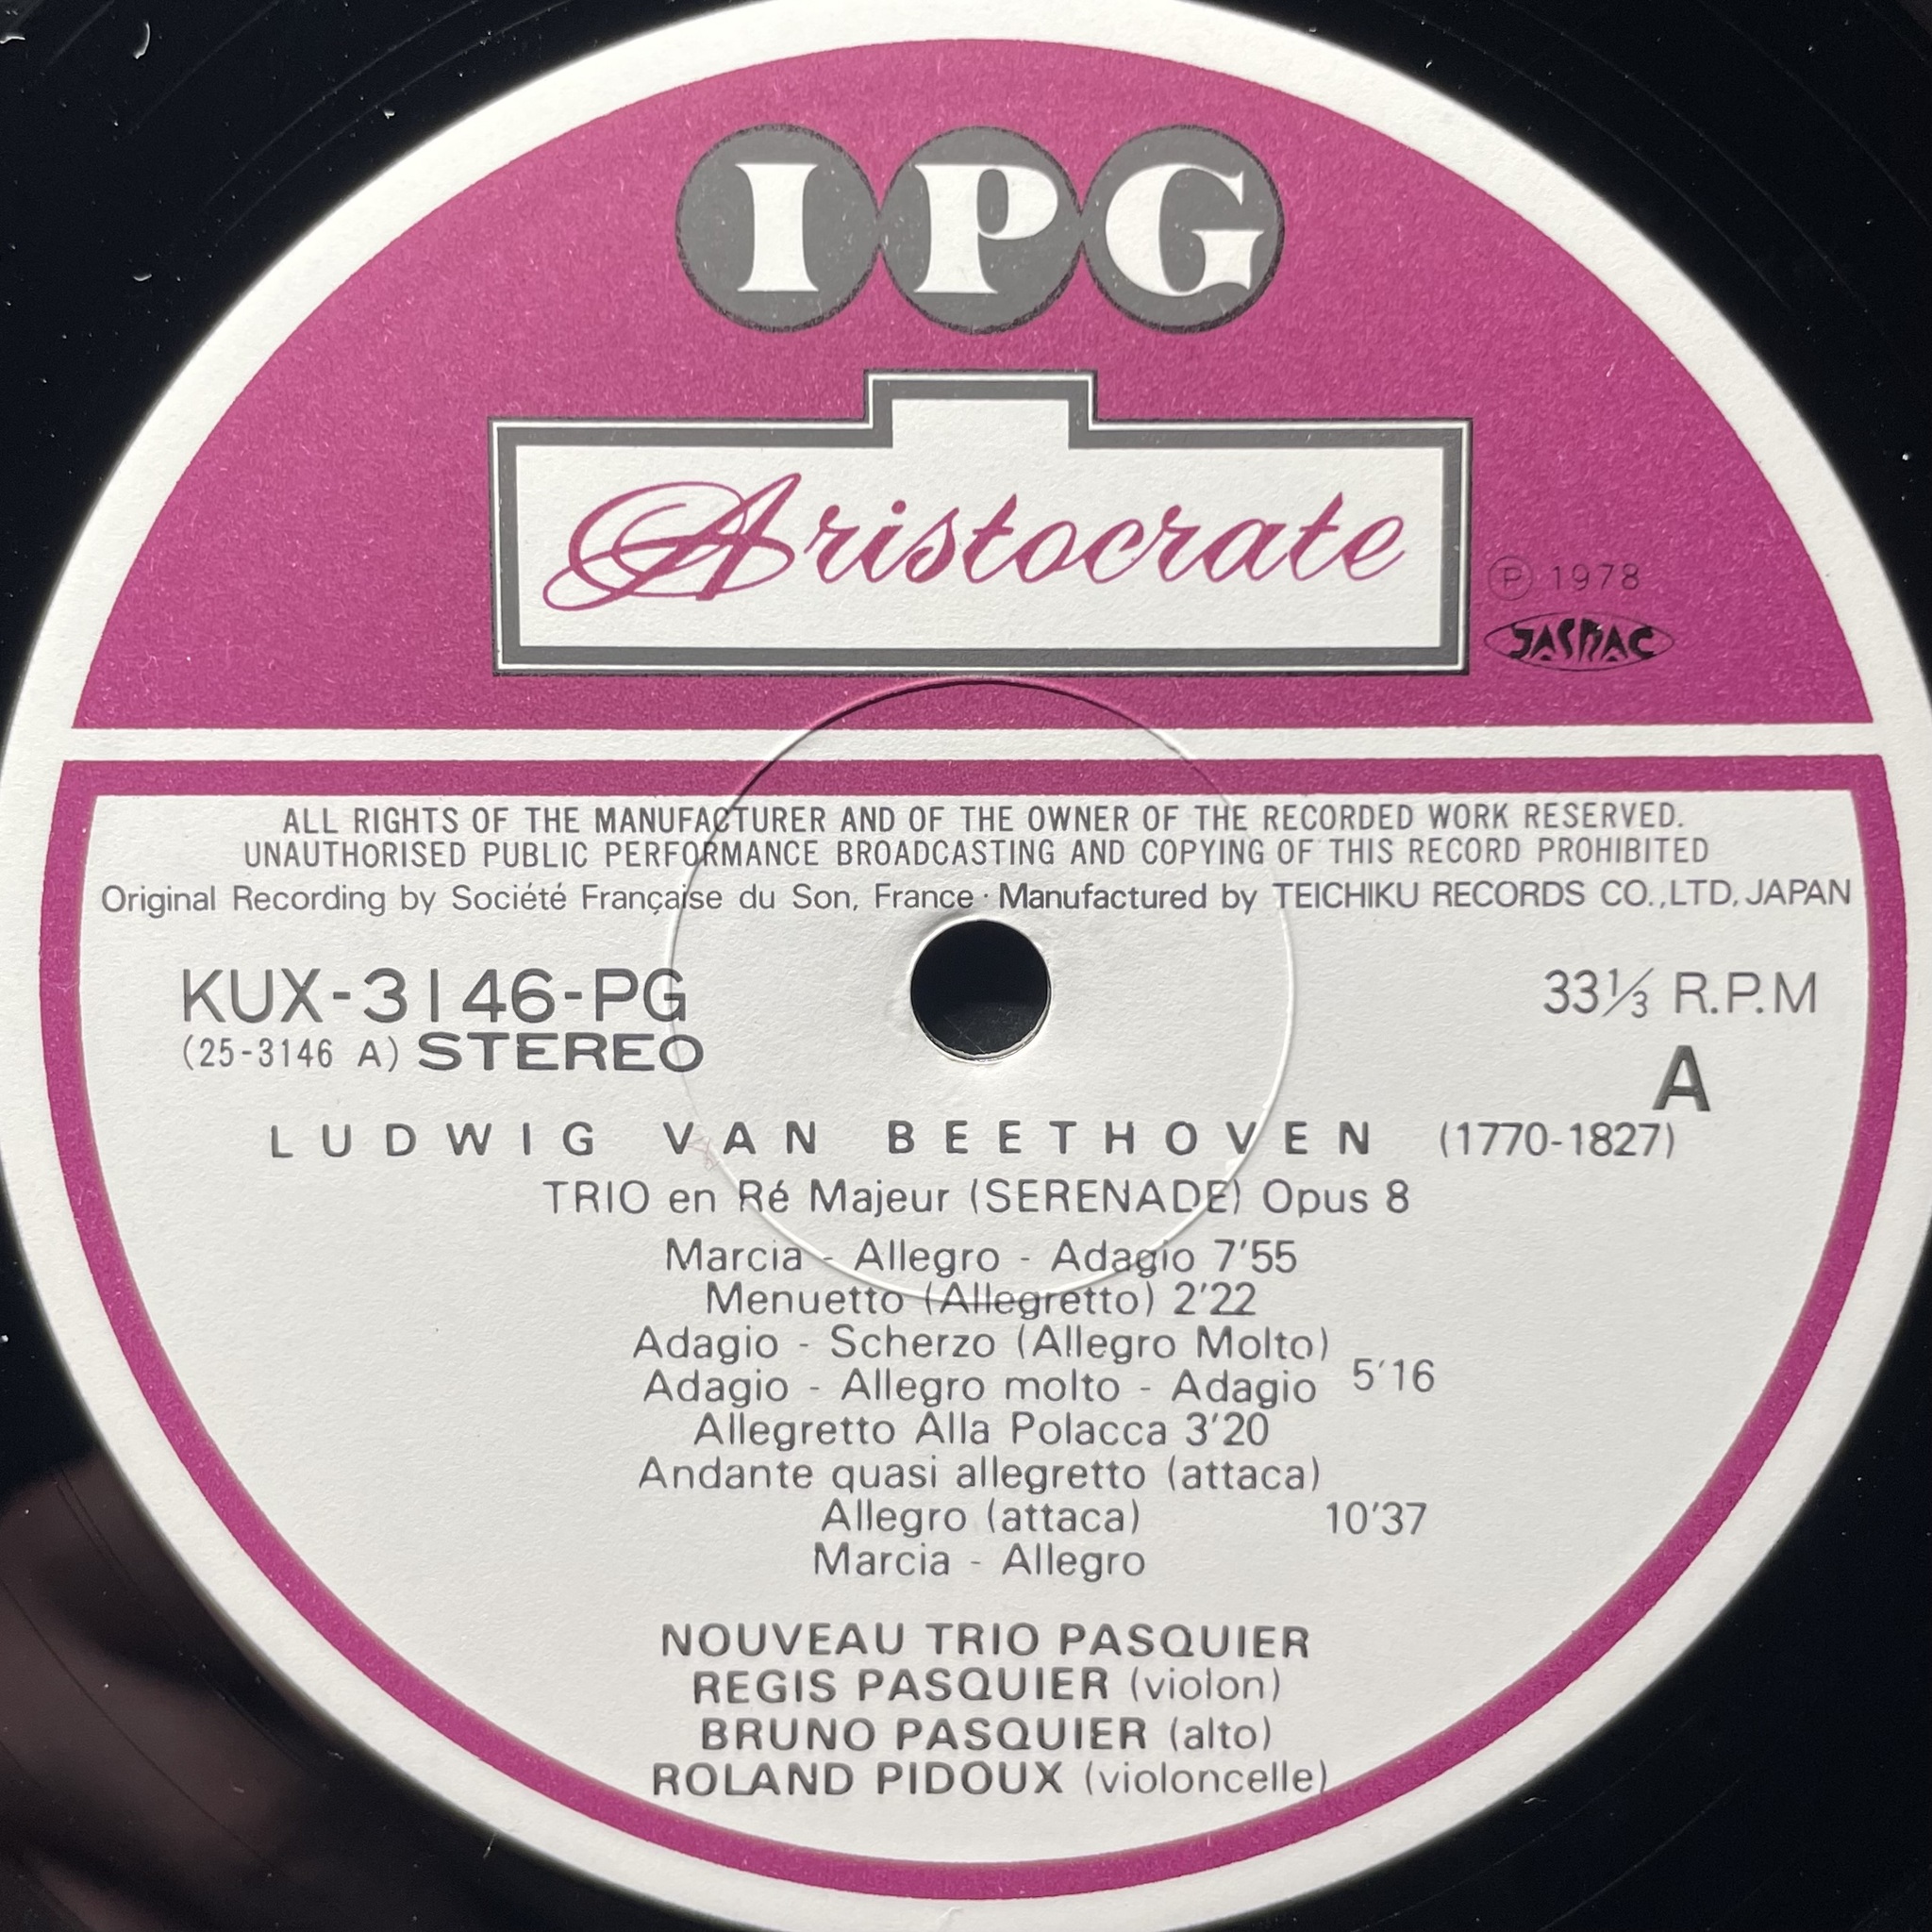 IPG
Aristocrate
Ⓟ 1978
JASRAC
ALL RIGHTS OF THE MANUFACTURER AND OF THE OWNER OF THE RECORDED WORK RESERVED.
UNAUTHORISED PUBLIC PERFORMANCE BROADCASTING AND COPYING OF THIS RECORD PROHIBITED
Original Recording by Société Française du Son, France · Manufactured by TEICHIKU RECORDS CO.,LTD, JAPAN
KUX-3146-PG
33⅓ R.P.M
(25-3146 A) STEREO
A
LUDWIG VAN BEETHOVEN (1770-1827)
TRIO en Ré Majeur (SERENADE) Opus 8
Marcia - Allegro - Adagio 7'55
Menuetto (Allegretto) 2'22
Adagio - Scherzo (Allegro Molto)
Adagio - Allegro molto - Adagio 5'16
Allegretto Alla Polacca 3'20
Andante quasi allegretto (attaca)
Allegro (attaca) 10'37
Marcia - Allegro
NOUVEAU TRIO PASQUIER
REGIS PASQUIER (violon)
BRUNO PASQUIER (alto)
ROLAND PIDOUX (violoncelle)